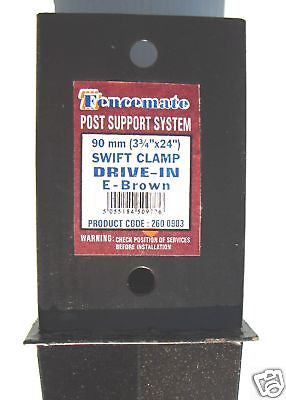 Fencemate
POST SUPPORT SYSTEM
90 mm (3¾"x24")
SWIFT CLAMP
DRIVE-IN
E-Brown
PRODUCT CODE : 260 0903
WARNING: CHECK POSITION OF SERVICES
BEFORE INSTALLATION